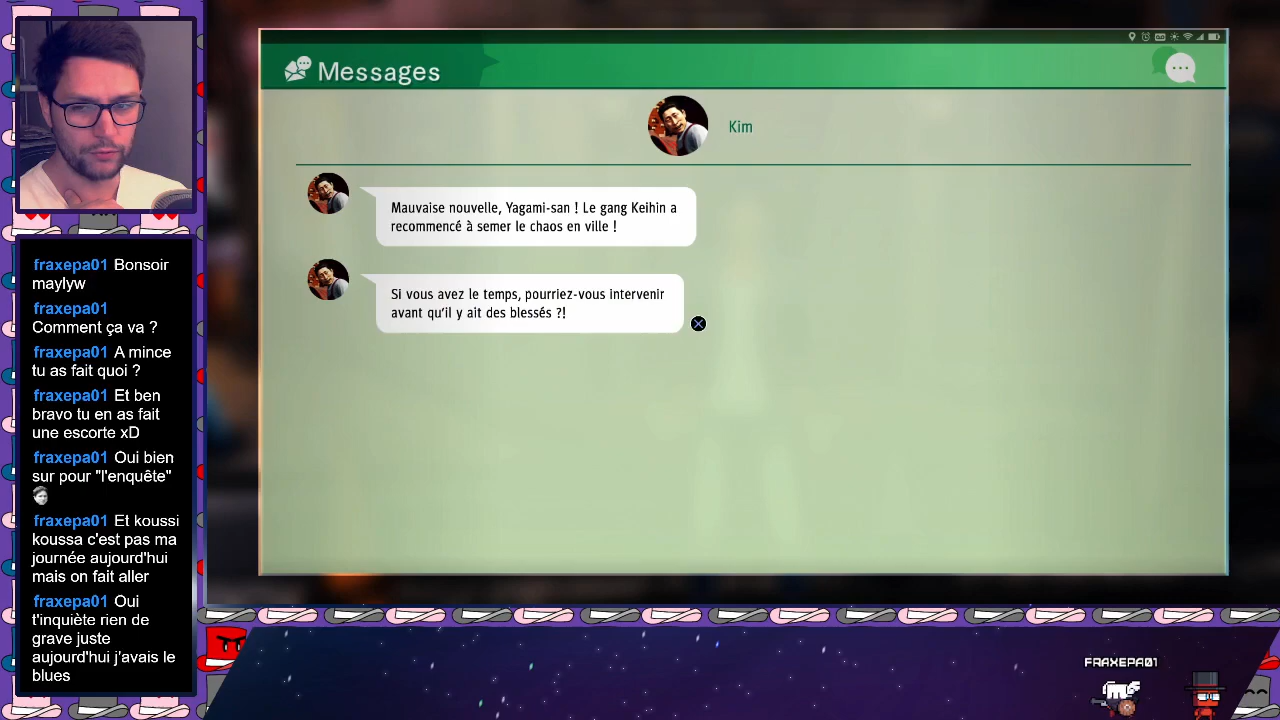 Messages
Kim
Mauvaise nouvelle, Yagami-san ! Le gang Keihin a
recommencé à semer le chaos en ville !
Si vous avez le temps, pourriez-vous intervenir
avant qu'il y ait des blessés ?!
fraxepa01 Bonsoir
maylyw
fraxepa01
Comment ça va ?
fraxepa01 A mince
tu as fait quoi ?
fraxepa01 Et ben
bravo tu en as fait
une escorte xD
fraxepa01 Oui bien
sur pour "l'enquête"
fraxepa01 Et koussi
koussa c'est pas ma
journée aujourd'hui
mais on fait aller
fraxepa01 Oui
t'inquiète rien de
grave juste
aujourd'hui j'avais le
blues
FRAXEPA01